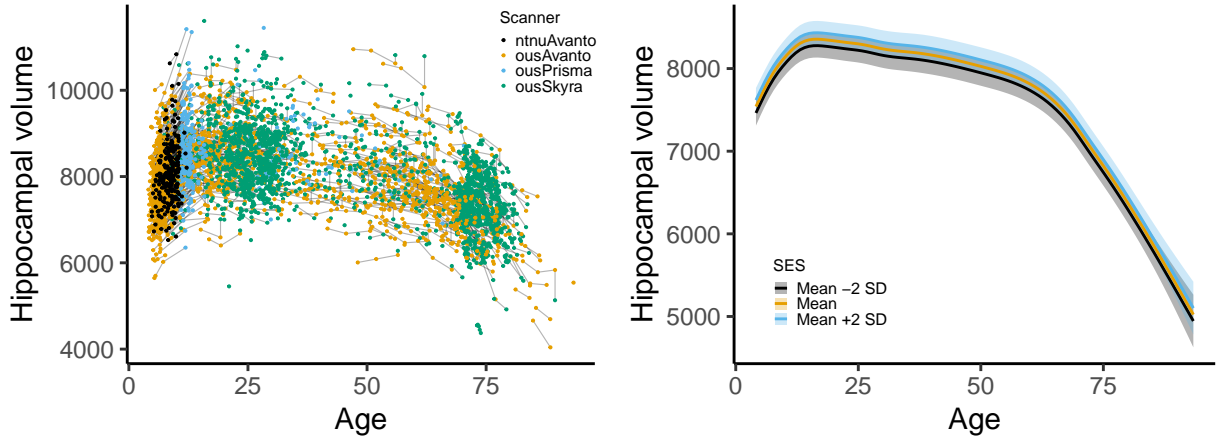 Hippocampal volume
10000
8000
6000
4000
0
25
50
75
Age
Scanner
ntnuAvanto
ousAvanto
ousPrisma
ousSkyra
Hippocampal volume
8000
7000
6000
5000
0
25
50
75
Age
SES
Mean −2 SD
Mean
Mean +2 SD